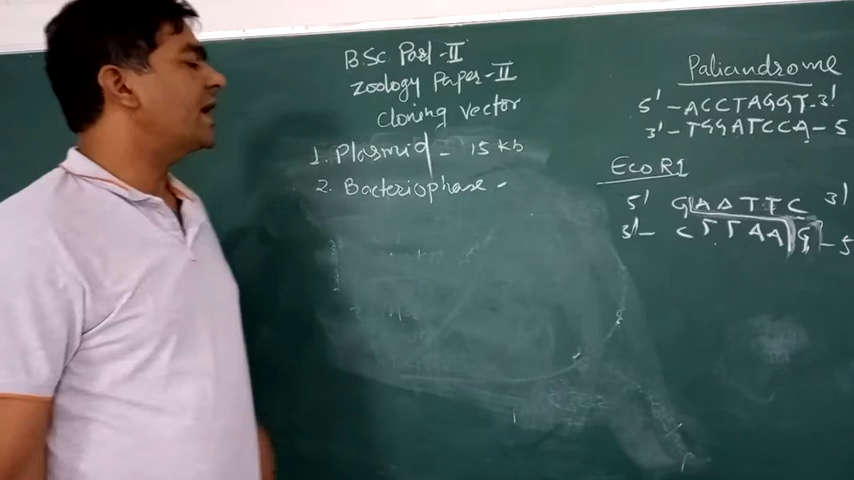 BSc Part-II
Zoology Paper-II
Cloning vector
1. Plasmid - 15 kb
2. Bacteriophase -
Paliandrome
5' - ACCTAGGT - 3'
3' - TGGATCCA - 5
EcoR1
5' GAATTC 3'
3' - CTTAAG - 5